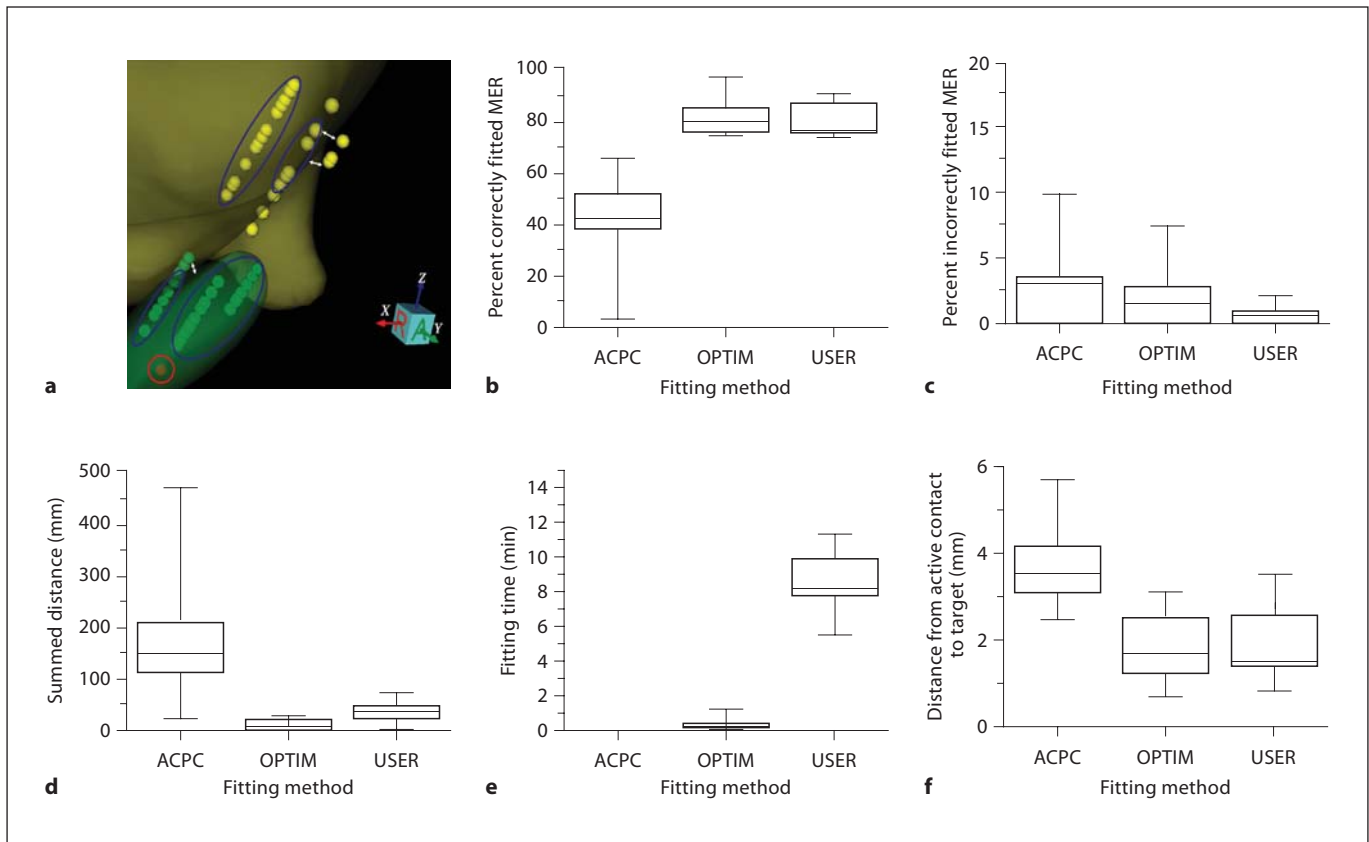 X
Z
Y
R
A
a
Percent correctly fitted MER
100
80
60
40
20
0
ACPC OPTIM USER
b Fitting method
Percent incorrectly fitted MER
20
15
10
5
0
ACPC OPTIM USER
c Fitting method
Summed distance (mm)
500
400
300
200
100
0
ACPC OPTIM USER
d Fitting method
Fitting time (min)
14
12
10
8
6
4
2
0
ACPC OPTIM USER
e Fitting method
Distance from active contact
to target (mm)
6
4
2
0
ACPC OPTIM USER
f Fitting method